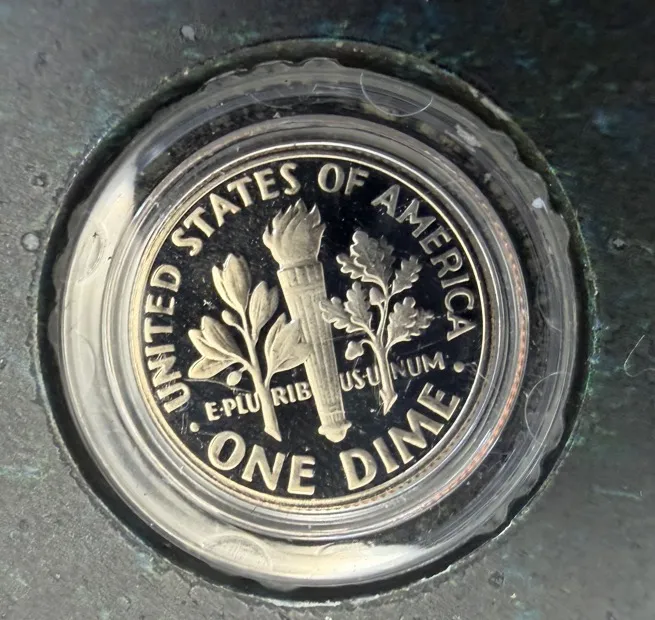 UNITED STATES OF AMERICA
E·PLURIBUS·UNUM·
· ONE DIME ·